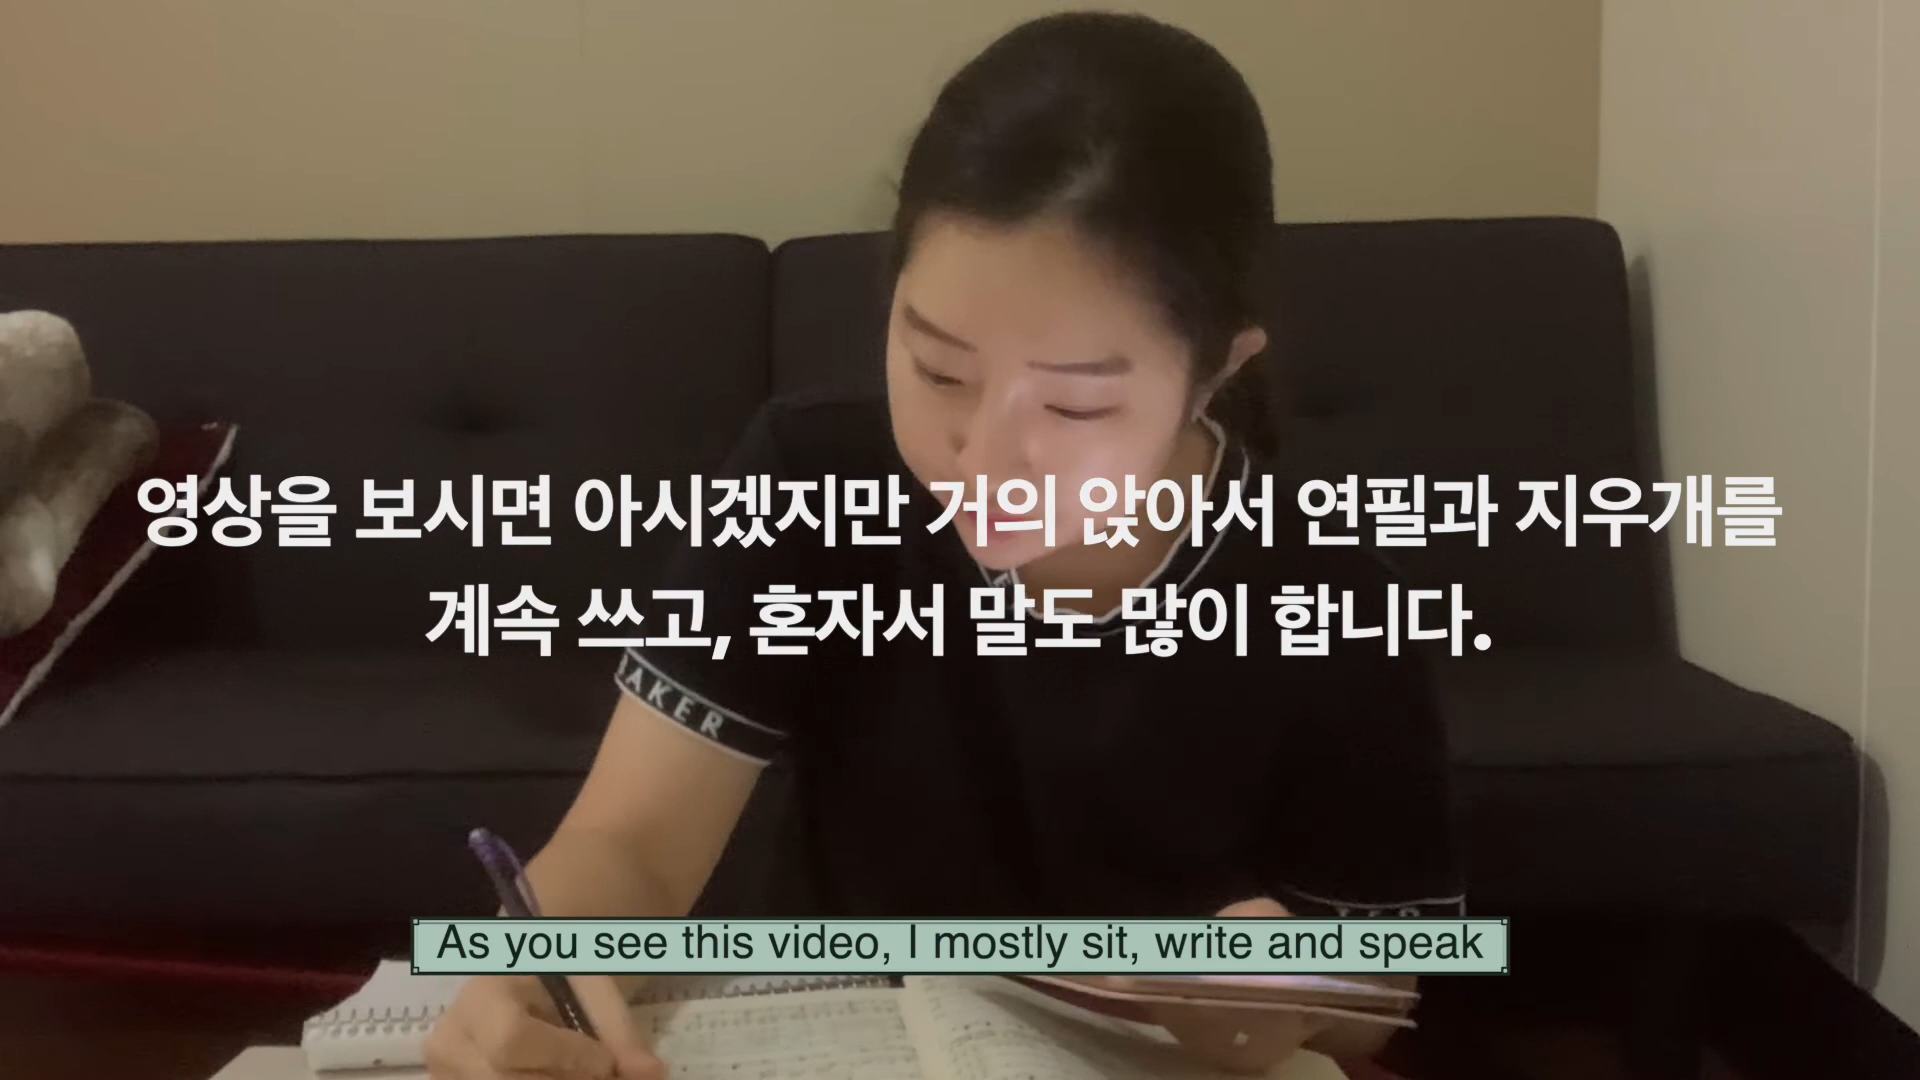 영상을 보시면 아시겠지만 거의 앉아서 연필과 지우개를
계속 쓰고, 혼자서 말도 많이 합니다.
AKER
As you see this video, I mostly sit, write and speak